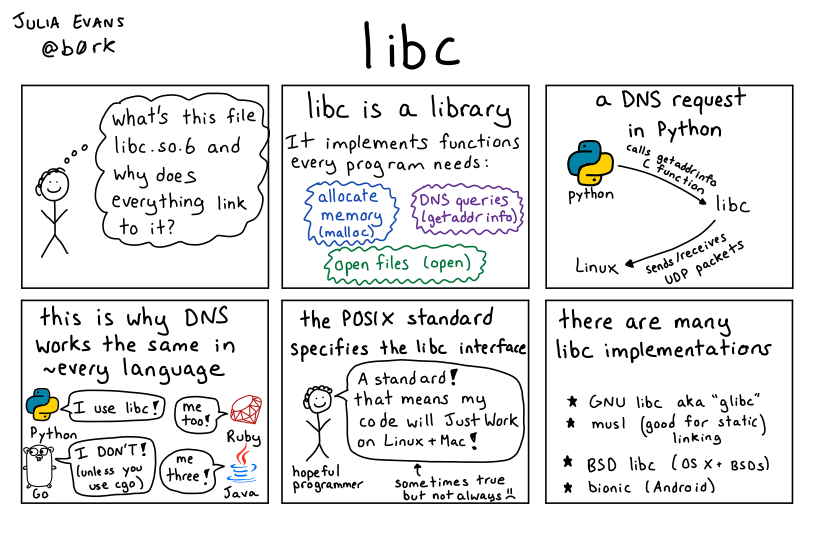 JULIA EVANS
@b0rk
libc
what's this file
libc.so.6 and
why does
everything link
to it?
libc is a library
It implements functions
every program needs:
allocate
memory
(malloc)
DNS queries
(getaddrinfo)
open files (open)
a DNS request
in Python
python
calls getaddrinfo
C function
libc
sends/receives
UDP packets
Linux
this is why DNS
works the same in
~every language
Python
I use libc!
me
too!
Ruby
Go
I DON'T!
(unless you
use cgo)
me
three!
Java
the POSIX standard
specifies the libc interface
A standard!
that means my
code will Just Work
on Linux + Mac!
hopeful
programmer
sometimes true
but not always
there are many
libc implementations
★ GNU libc aka "glibc"
★ musl (good for static)
linking
★ BSD libc (OS X + BSDs)
★ bionic (Android)